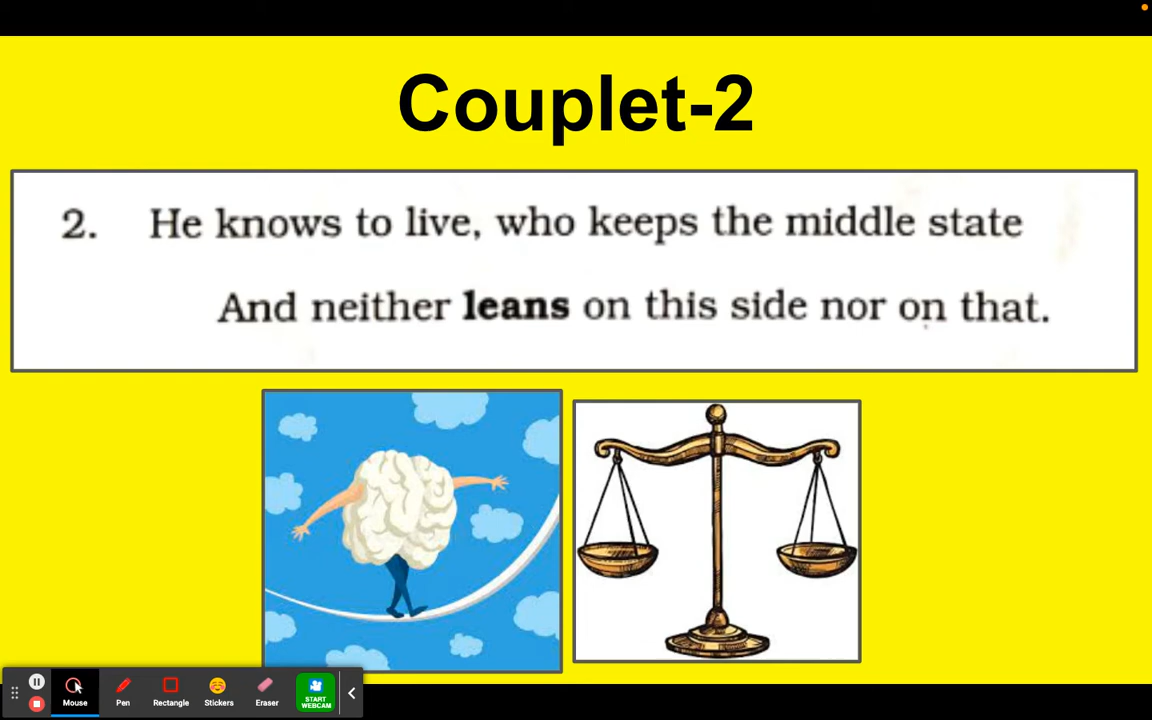 Couplet-2
2. He knows to live, who keeps the middle state
And neither leans on this side nor on that.
Mouse
Pen
Rectangle
Stickers
Eraser
START
WEBCAM